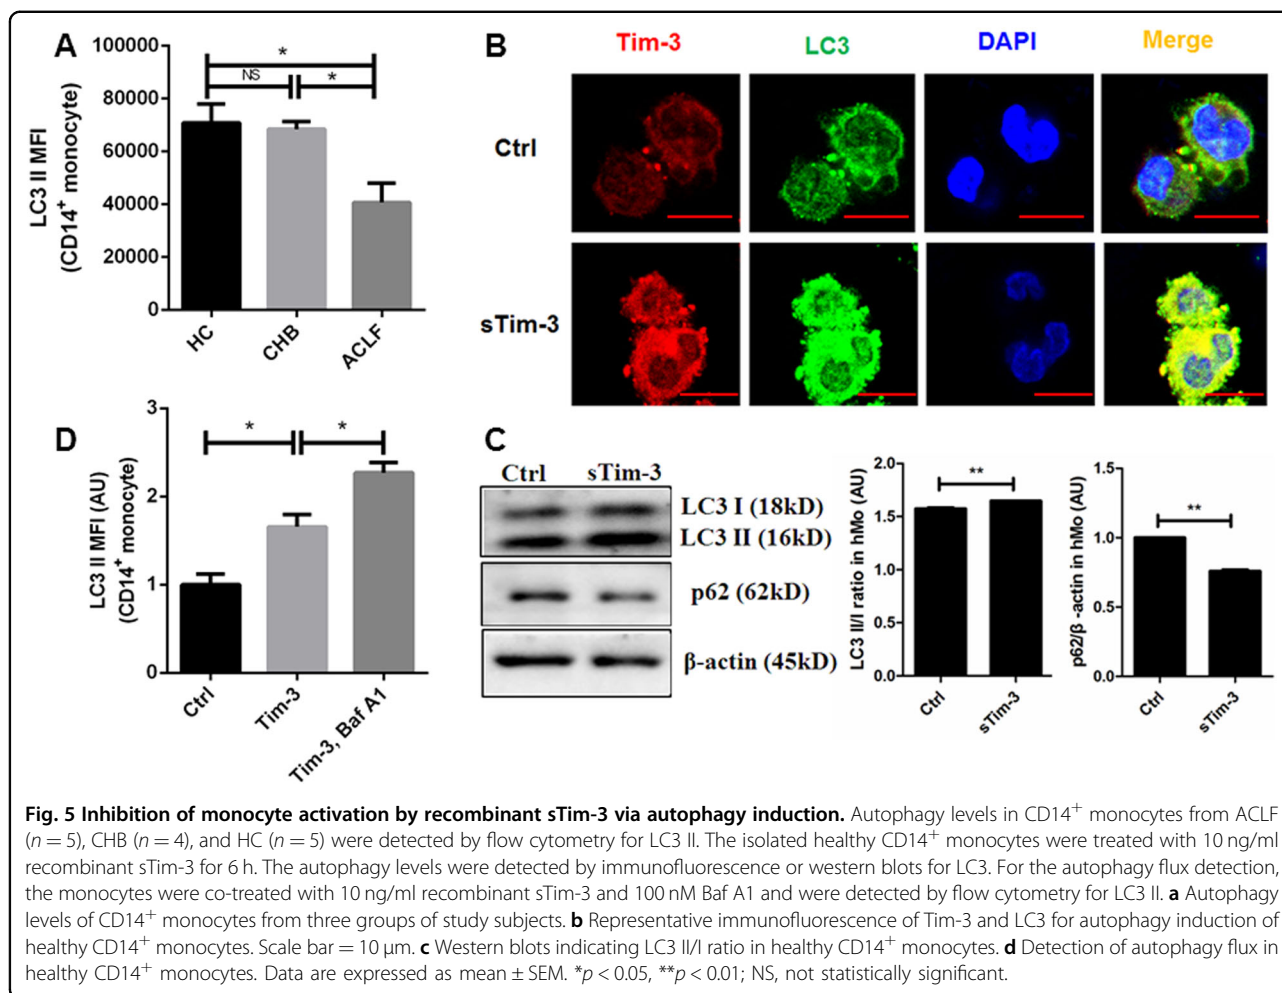 A
100000
80000
60000
40000
20000
0
LC3 II MFI
(CD14⁺ monocyte)
*
NS
*
HC
CHB
ACLF
B
Tim-3
LC3
DAPI
Merge
Ctrl
sTim-3
D
3
2
1
0
LC3 II MFI (AU)
(CD14⁺ monocyte)
*
*
Ctrl
Tim-3
Tim-3, Baf A1
C
Ctrl
sTim-3
LC3 I (18kD)
LC3 II (16kD)
p62 (62kD)
β-actin (45kD)
LC3 II/I ratio in hMo (AU)
2.0
1.5
1.0
0.5
0.0
**
Ctrl
sTim-3
p62/β -actin in hMo (AU)
1.5
1.0
0.5
0.0
**
Ctrl
sTim-3
Fig. 5 Inhibition of monocyte activation by recombinant sTim-3 via autophagy induction. Autophagy levels in CD14⁺ monocytes from ACLF
(n = 5), CHB (n = 4), and HC (n = 5) were detected by flow cytometry for LC3 II. The isolated healthy CD14⁺ monocytes were treated with 10 ng/ml
recombinant sTim-3 for 6 h. The autophagy levels were detected by immunofluorescence or western blots for LC3. For the autophagy flux detection,
the monocytes were co-treated with 10 ng/ml recombinant sTim-3 and 100 nM Baf A1 and were detected by flow cytometry for LC3 II. a Autophagy
levels of CD14⁺ monocytes from three groups of study subjects. b Representative immunofluorescence of Tim-3 and LC3 for autophagy induction of
healthy CD14⁺ monocytes. Scale bar = 10 μm. c Western blots indicating LC3 II/I ratio in healthy CD14⁺ monocytes. d Detection of autophagy flux in
healthy CD14⁺ monocytes. Data are expressed as mean ± SEM. *p < 0.05, **p < 0.01; NS, not statistically significant.